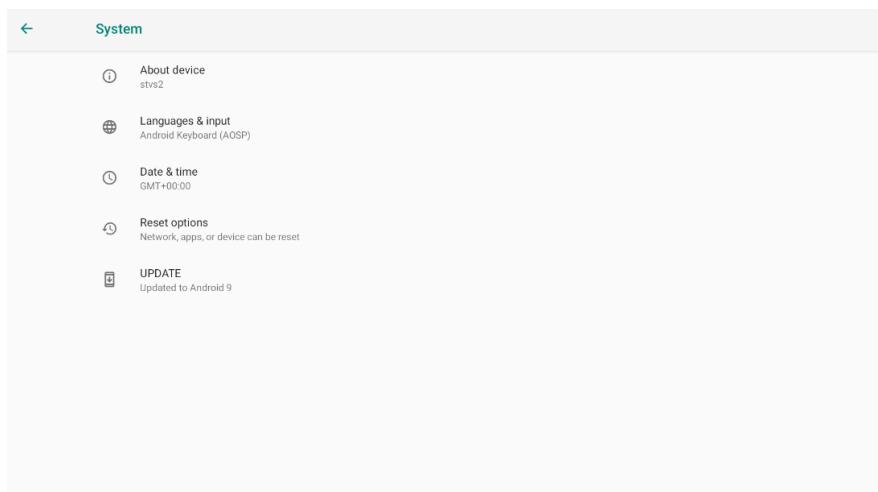 System
About device
stvs2
Languages & input
Android Keyboard (AOSP)
Date & time
GMT+00:00
Reset options
Network, apps, or device can be reset
UPDATE
Updated to Android 9